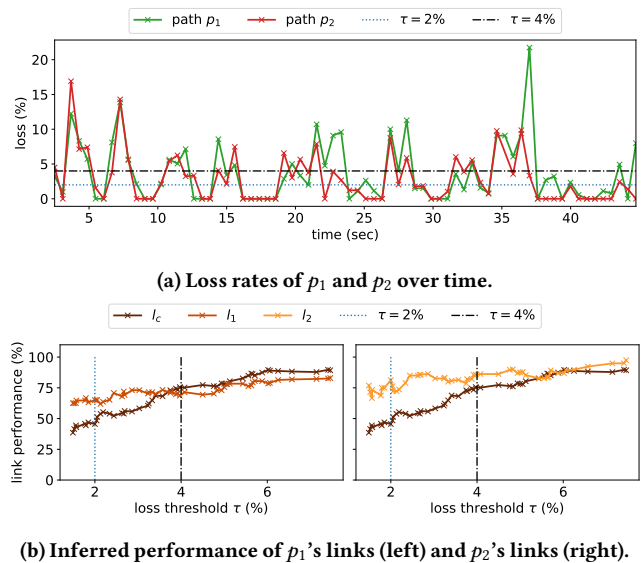 path p1 path p2 τ = 2% τ = 4%
20
15
10
5
0
loss (%)
5 10 15 20 25 30 35 40
time (sec)
(a) Loss rates of p1 and p2 over time.
lc l1 l2 τ = 2% τ = 4%
100
75
50
25
0
link performance (%)
2 4 6 2 4 6
loss threshold τ (%) loss threshold τ (%)
(b) Inferred performance of p1's links (left) and p2's links (right).